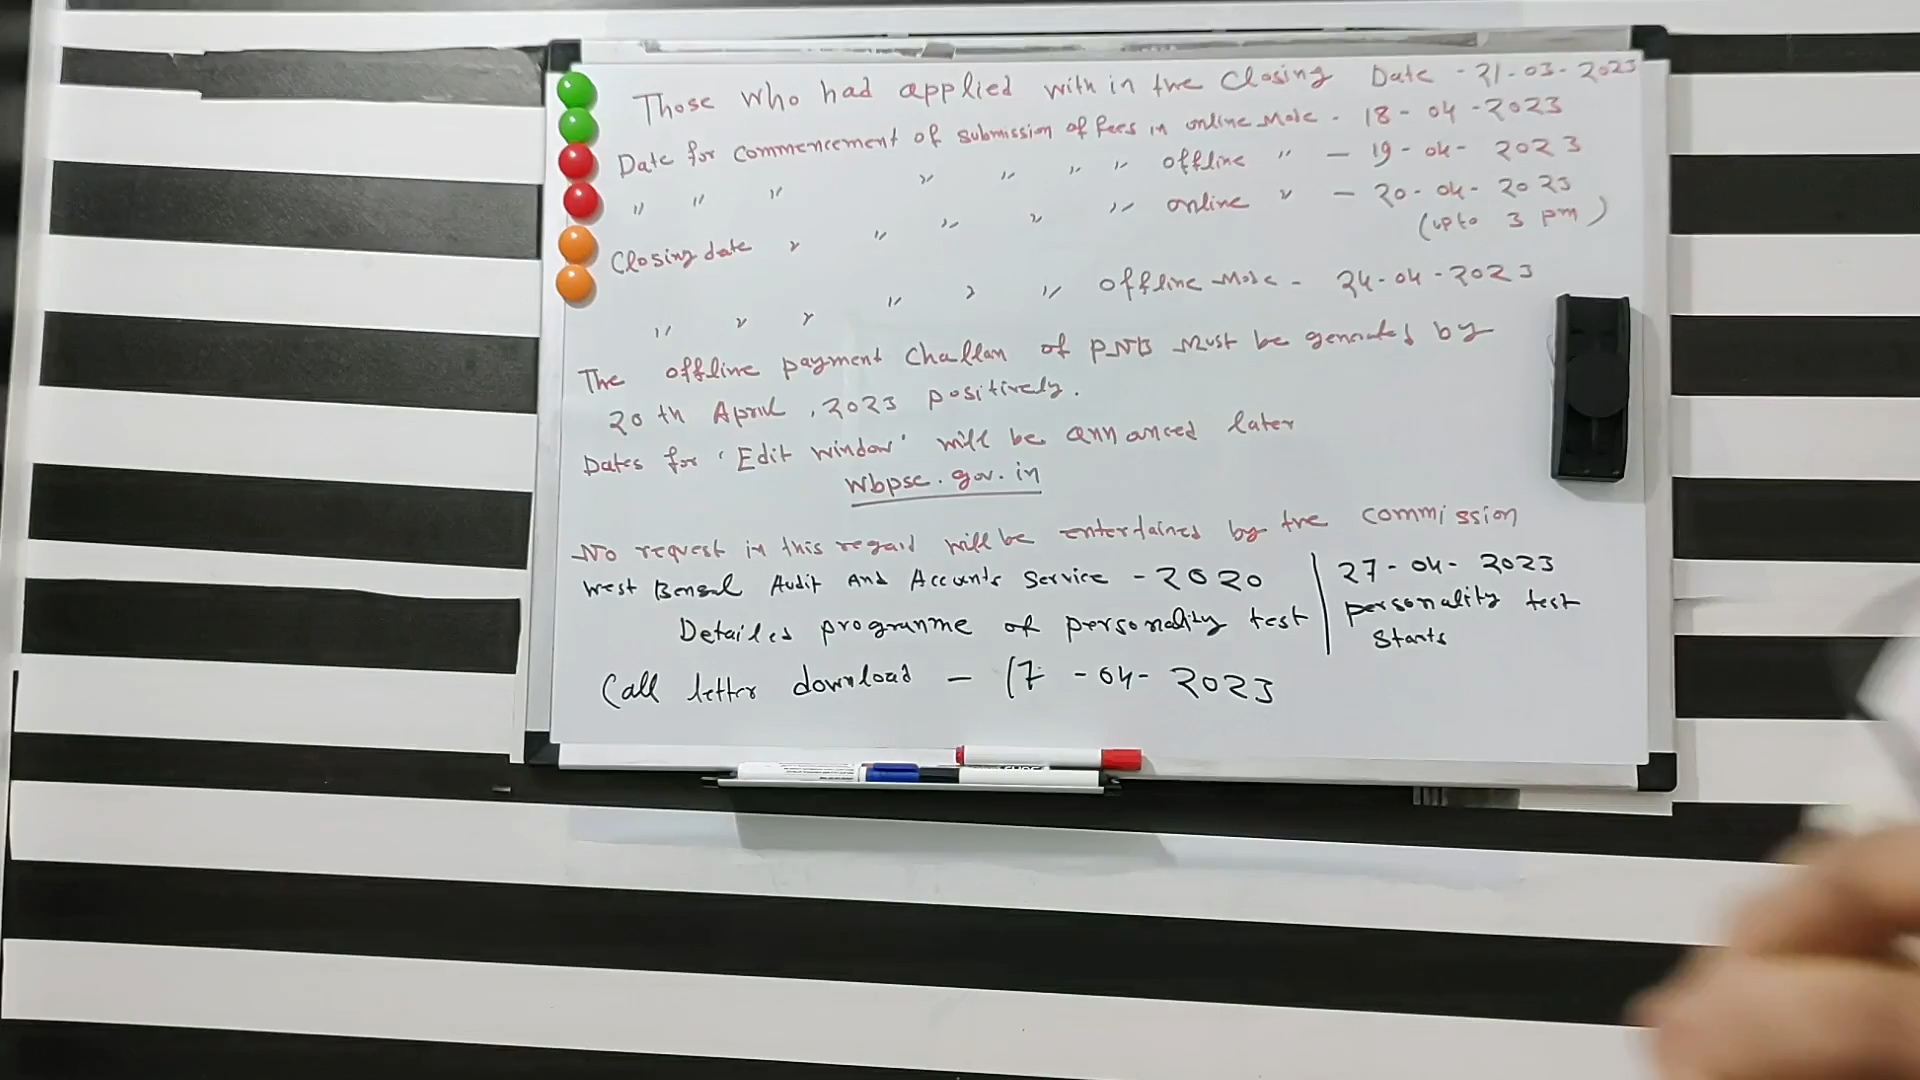 Those who had applied with in the Closing Date - 21-03-2023
Date for commencement of submission of fees in online Mode - 18-04-2023
" " " " " " " offline " - 19-04-2023
Closing date " " " " " online " - 20-04-2023
(upto 3 pm)
" " " " " " offline Mode - 24-04-2023
The offline payment Challan of PNB Must be generated by
20th April, 2023 positively.
Dates for 'Edit window' will be announced later
wbpsc.gov.in
No request in this regard will be entertained by the commission
West Bengal Audit And Accounts Service - 2020
Detailed programme of personality test
27-04-2023
personality test
Starts
Call letter download - 17-04-2023